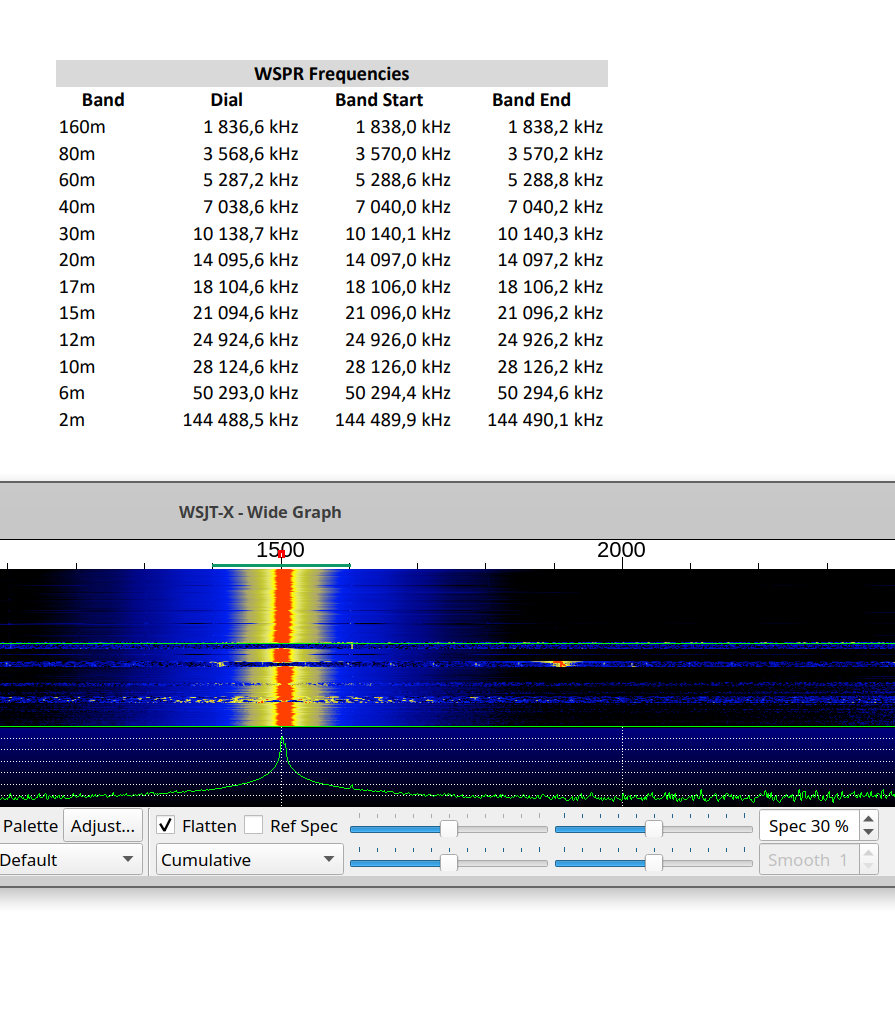 WSPR Frequencies
Band Dial Band Start Band End
160m 1 836,6 kHz 1 838,0 kHz 1 838,2 kHz
80m 3 568,6 kHz 3 570,0 kHz 3 570,2 kHz
60m 5 287,2 kHz 5 288,6 kHz 5 288,8 kHz
40m 7 038,6 kHz 7 040,0 kHz 7 040,2 kHz
30m 10 138,7 kHz 10 140,1 kHz 10 140,3 kHz
20m 14 095,6 kHz 14 097,0 kHz 14 097,2 kHz
17m 18 104,6 kHz 18 106,0 kHz 18 106,2 kHz
15m 21 094,6 kHz 21 096,0 kHz 21 096,2 kHz
12m 24 924,6 kHz 24 926,0 kHz 24 926,2 kHz
10m 28 124,6 kHz 28 126,0 kHz 28 126,2 kHz
6m 50 293,0 kHz 50 294,4 kHz 50 294,6 kHz
2m 144 488,5 kHz 144 489,9 kHz 144 490,1 kHz
WSJT-X - Wide Graph
1500 2000
Palette Adjust... Flatten Ref Spec Spec 30 %
Default Cumulative Smooth 1